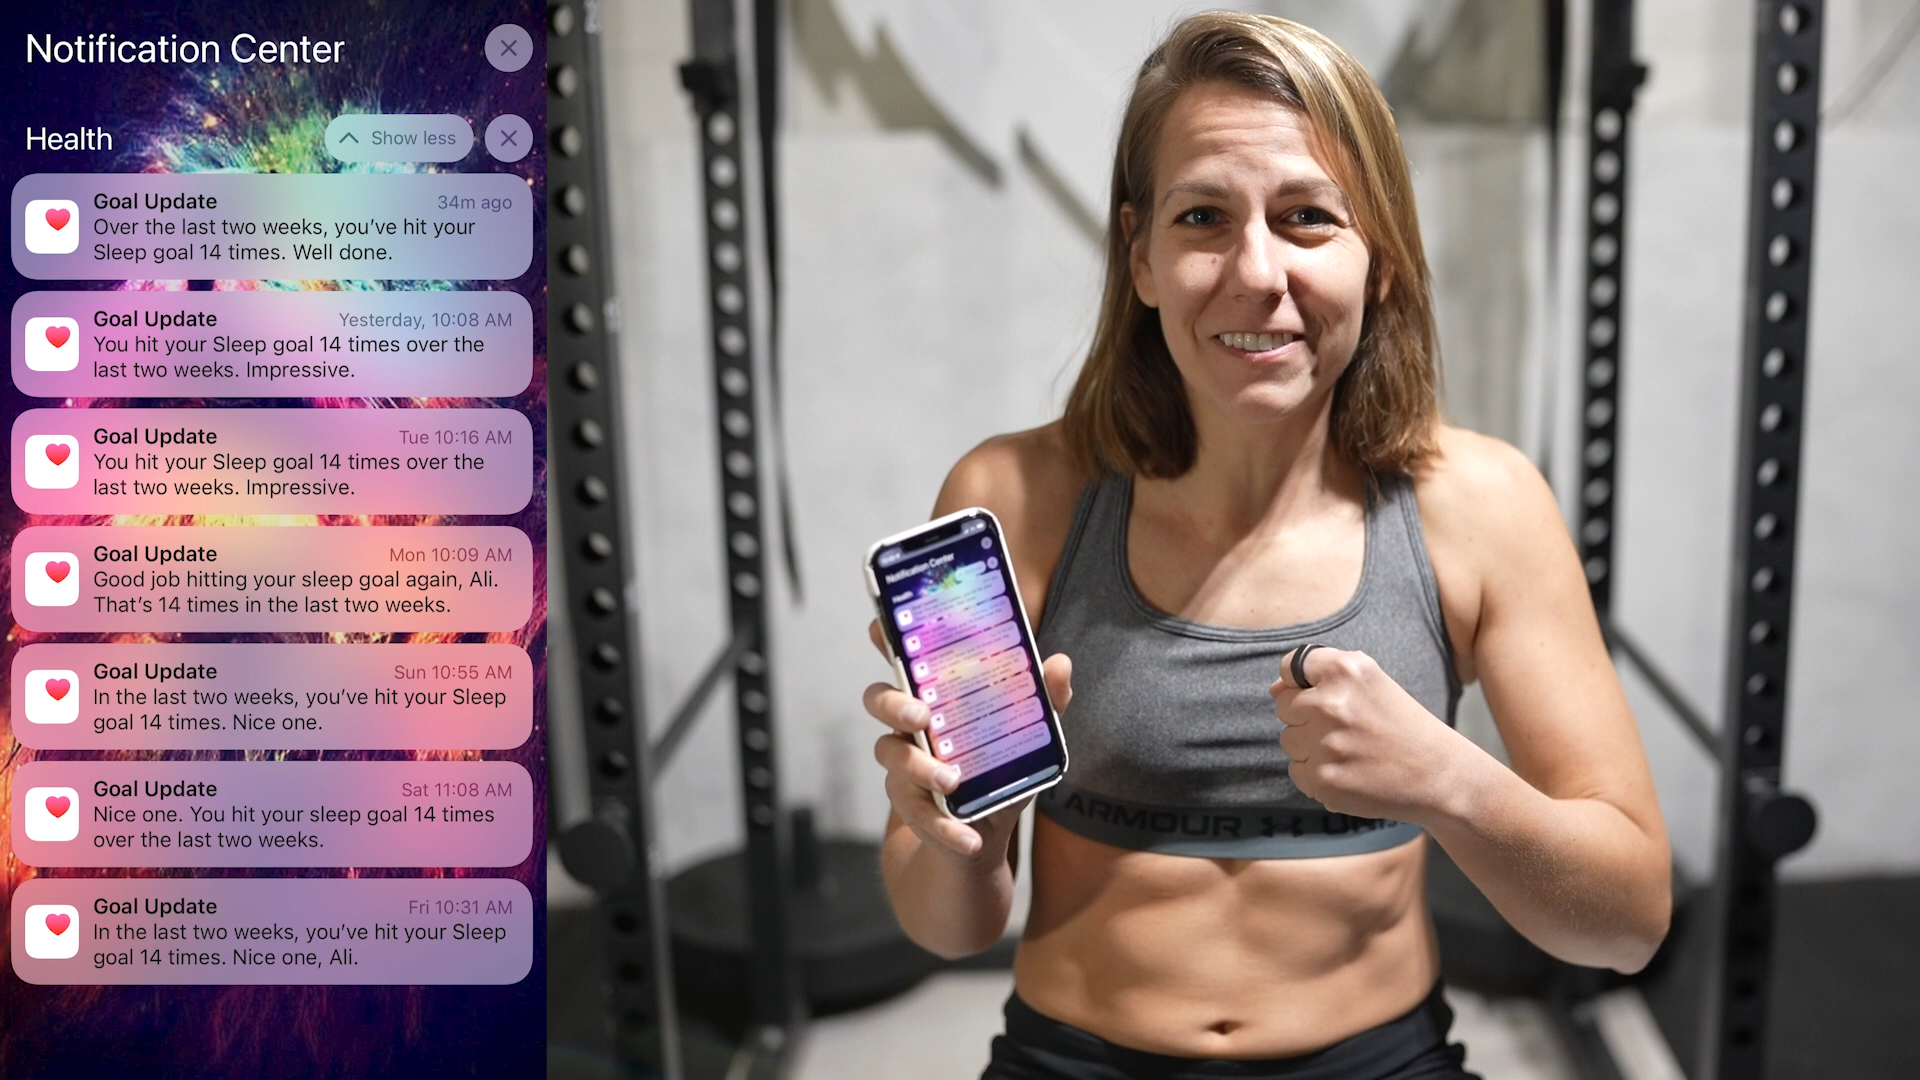 Notification Center
Health
Show less
Goal Update
34m ago
Over the last two weeks, you’ve hit your
Sleep goal 14 times. Well done.
Goal Update
Yesterday, 10:08 AM
You hit your Sleep goal 14 times over the
last two weeks. Impressive.
Goal Update
Tue 10:16 AM
You hit your Sleep goal 14 times over the
last two weeks. Impressive.
Goal Update
Mon 10:09 AM
Good job hitting your sleep goal again, Ali.
That’s 14 times in the last two weeks.
Goal Update
Sun 10:55 AM
In the last two weeks, you’ve hit your Sleep
goal 14 times. Nice one.
Goal Update
Sat 11:08 AM
Nice one. You hit your sleep goal 14 times
over the last two weeks.
Goal Update
Fri 10:31 AM
In the last two weeks, you’ve hit your Sleep
goal 14 times. Nice one, Ali.
Notification Center
Health
ARMOUR